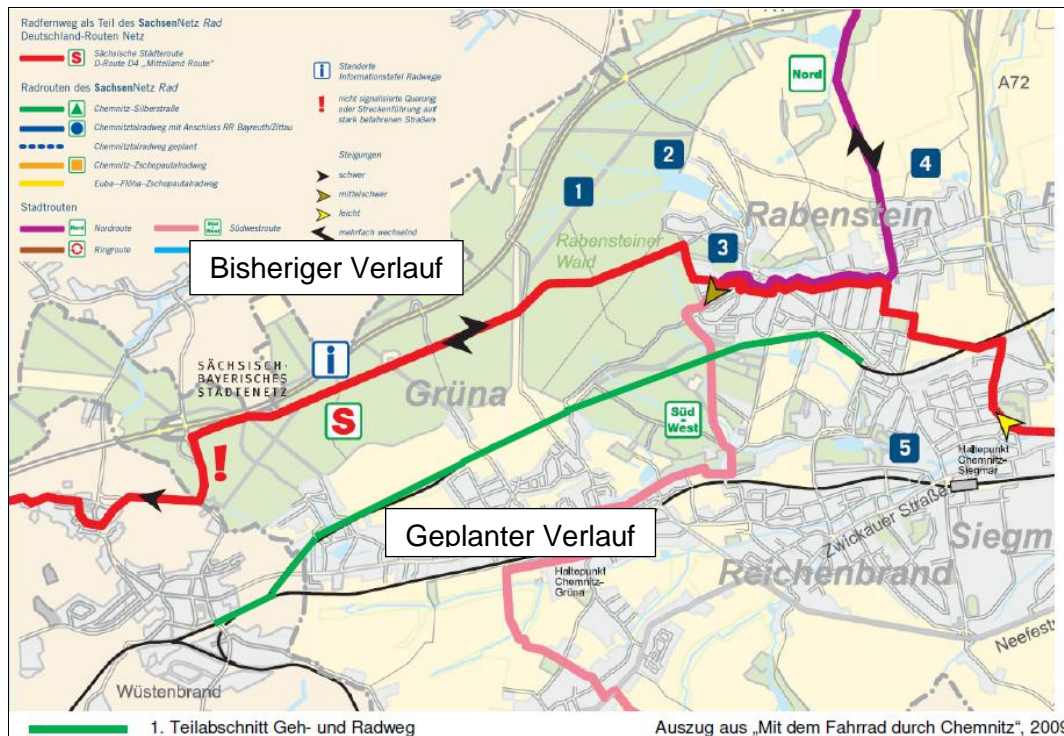 Radfernweg als Teil des SachsenNetz Rad
Deutschland-Routen Netz
S
Sächsische Städteroute
D-Route D4 „Mittelland Route"
Radrouten des SachsenNetz Rad
Chemnitz–Silberstraße
Chemnitztalradweg mit Anschluss RR Bayreuth/Zittau
Chemnitztalradweg geplant
Chemnitz–Zschopautalradweg
Euba–Flöha–Zschopautalradweg
Stadtrouten
Nord
Nordroute
Süd
West
Südwestroute
Ringroute
i
Standorte
Informationstafel Radwege
!
nicht signalisierte Querung
oder Streckenführung auf
stark befahrenen Straßen
Steigungen
schwer
mittelschwer
leicht
mehrfach wechselnd
Bisheriger Verlauf
Nord
A72
1
2
3
4
Rabenstein
Rabensteiner
Wald
SÄCHSISCH-
BAYERISCHES
STÄDTENETZ
i
Grüna
S
!
Süd
-
West
5
Haltepunkt
Chemnitz-
Siegmar
Geplanter Verlauf
Zwickauer Straße
Siegm
Reichenbrand
Haltepunkt
Chemnitz-
Grüna
Neefestr
Wüstenbrand
1. Teilabschnitt Geh- und Radweg
Auszug aus „Mit dem Fahrrad durch Chemnitz", 2009